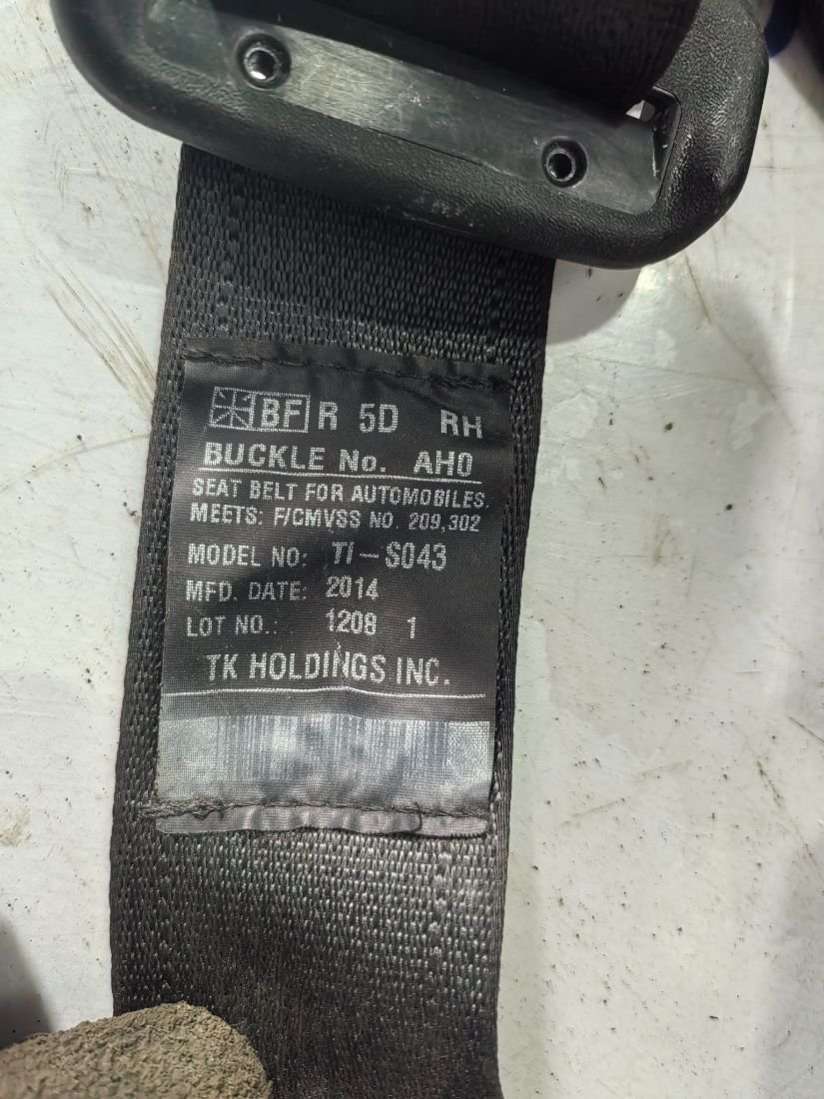 BF R 5D RH
BUCKLE No. AH0
SEAT BELT FOR AUTOMOBILES.
MEETS: F/CMVSS NO. 209,302
MODEL NO: TI-S043
MFD. DATE: 2014
LOT NO.: 1208 1
TK HOLDINGS INC.